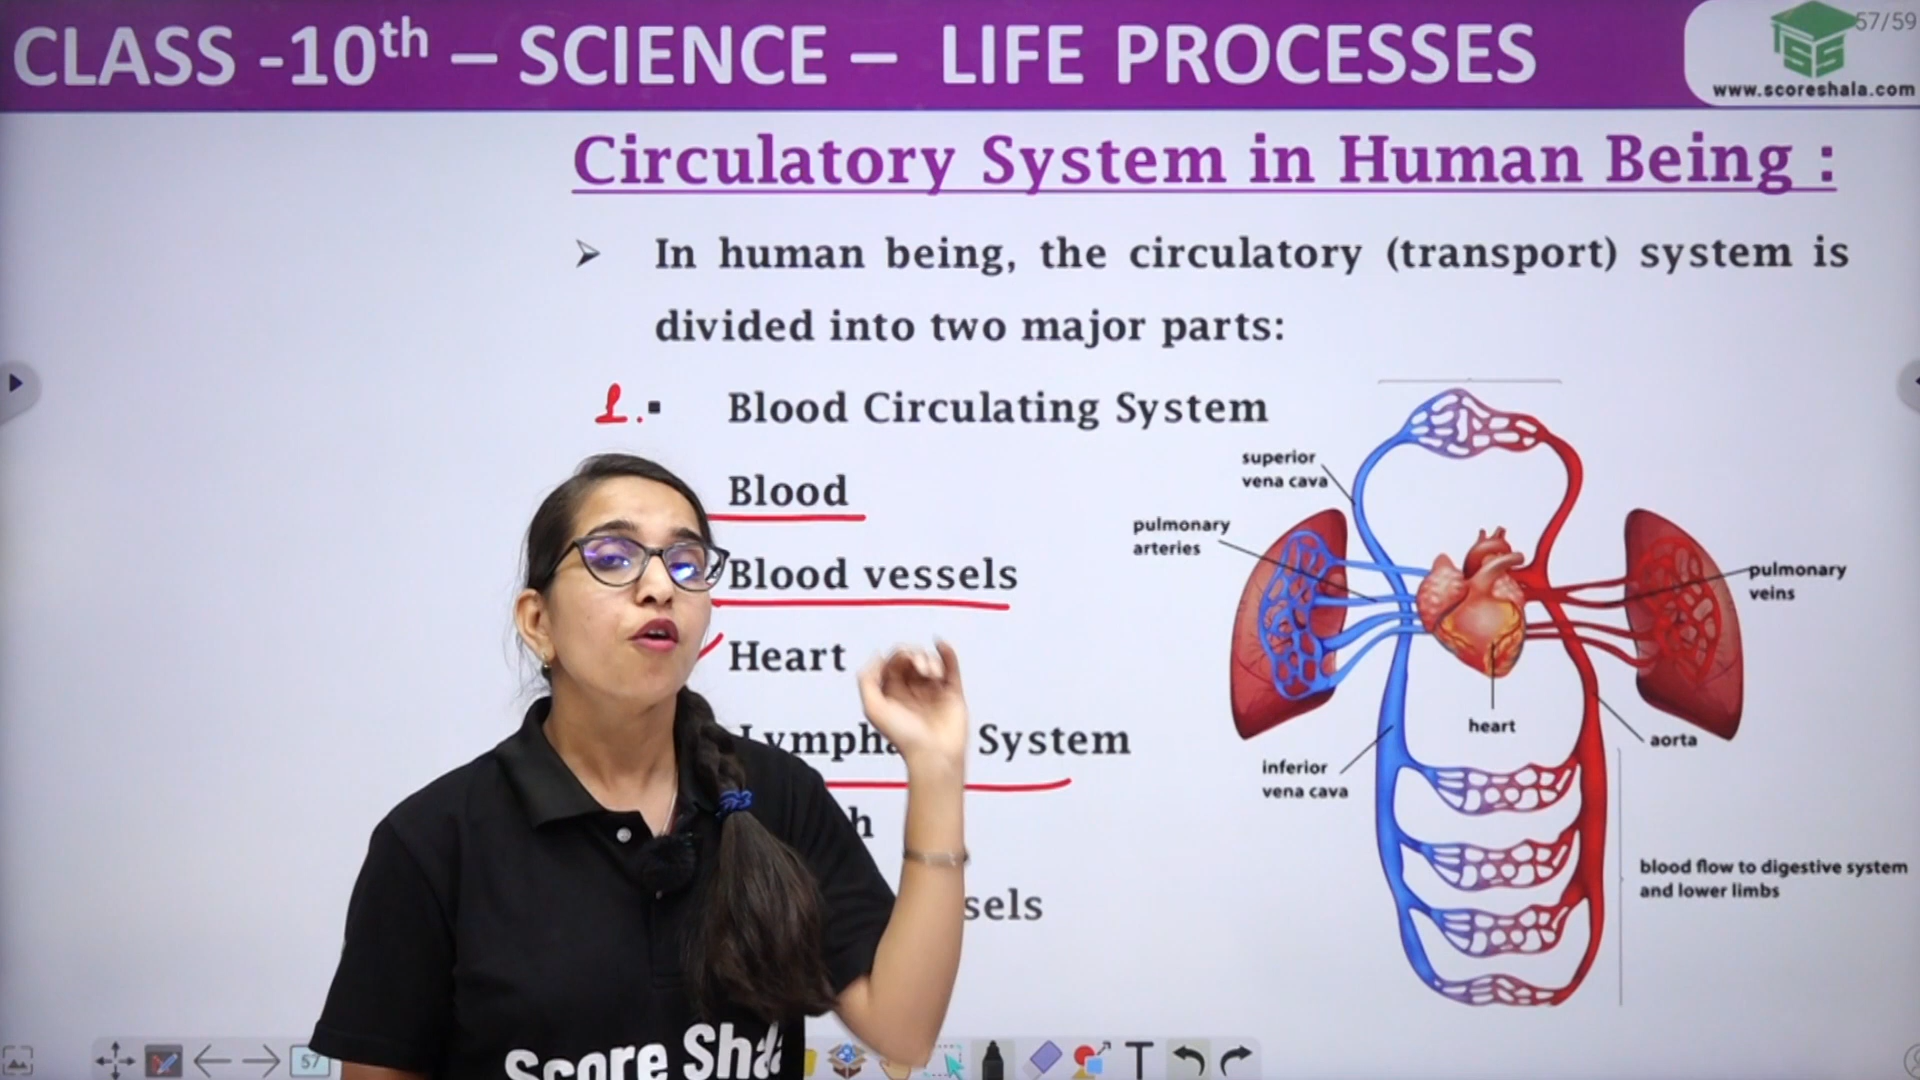 CLASS -10th – SCIENCE – LIFE PROCESSES
57/59
www.scoreshala.com
Circulatory System in Human Being :
➢ In human being, the circulatory (transport) system is
divided into two major parts:
1. ▪ Blood Circulating System
Blood
Blood vessels
Heart
System
superior
vena cava
pulmonary
arteries
pulmonary
veins
heart
aorta
inferior
vena cava
blood flow to digestive system
and lower limbs
57
T
Score Shala